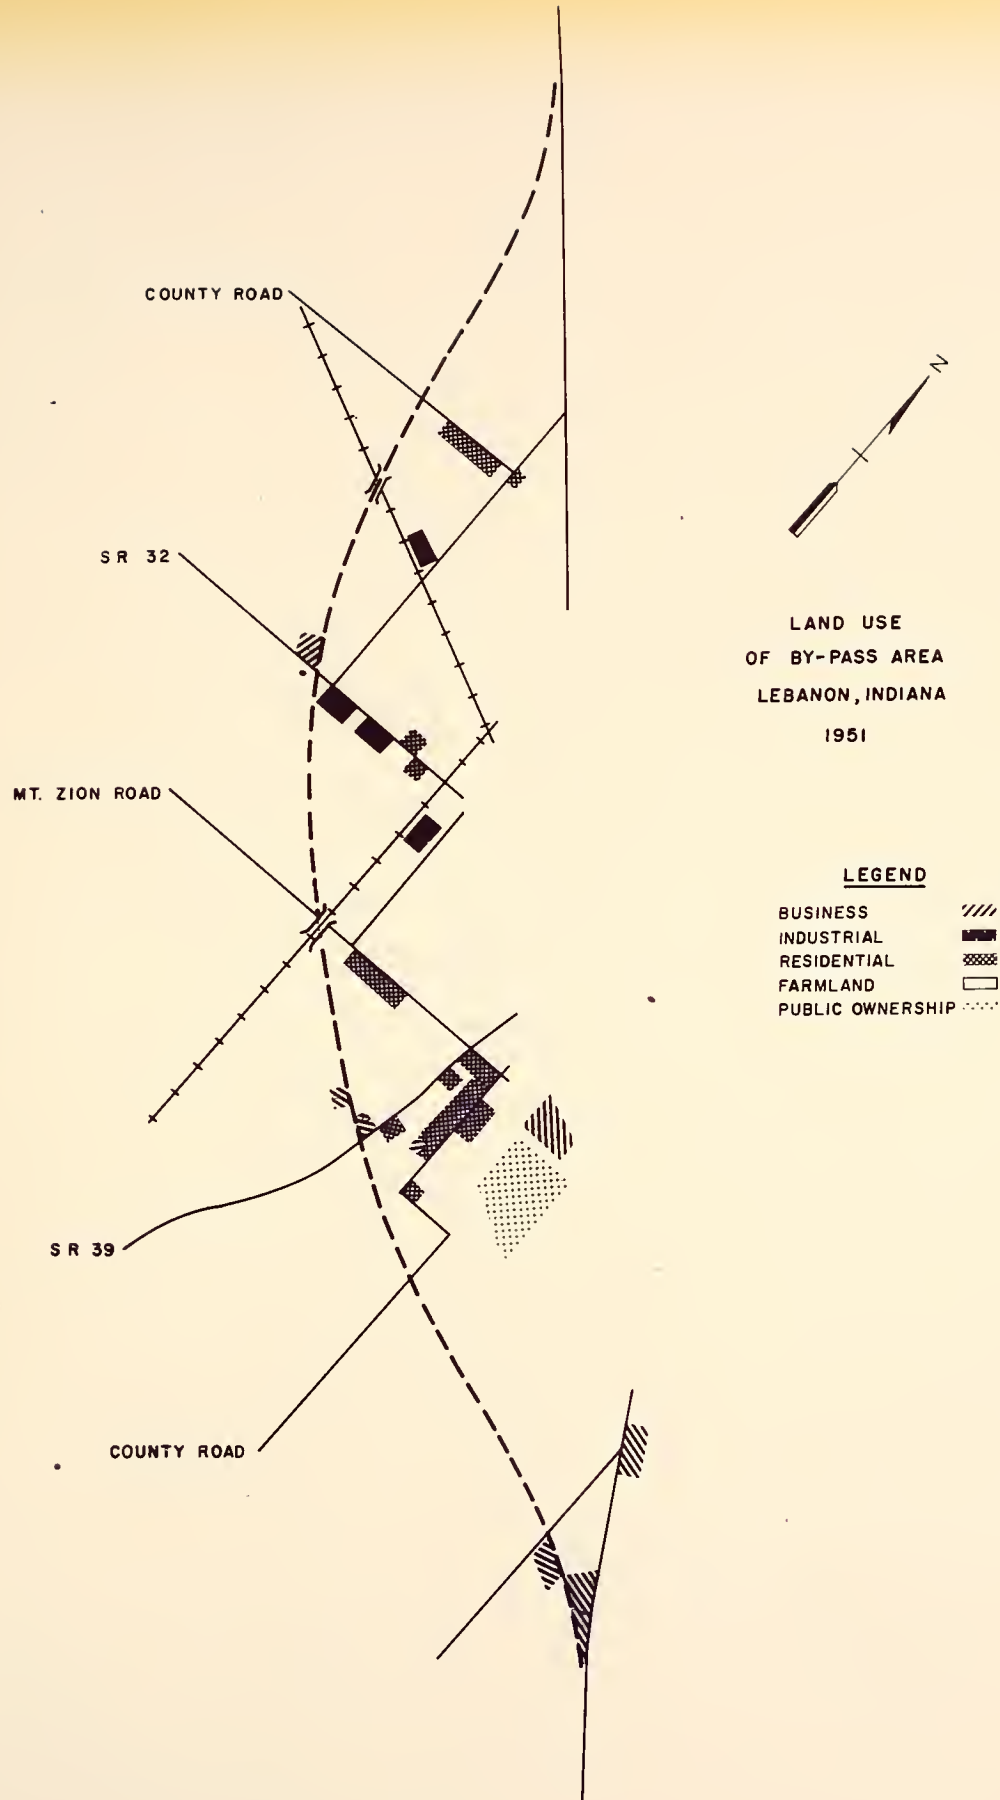 COUNTY ROAD
N
SR 32
LAND USE
OF BY-PASS AREA
LEBANON, INDIANA
1951
MT. ZION ROAD
LEGEND
BUSINESS
INDUSTRIAL
RESIDENTIAL
FARMLAND
PUBLIC OWNERSHIP
SR 39
COUNTY ROAD